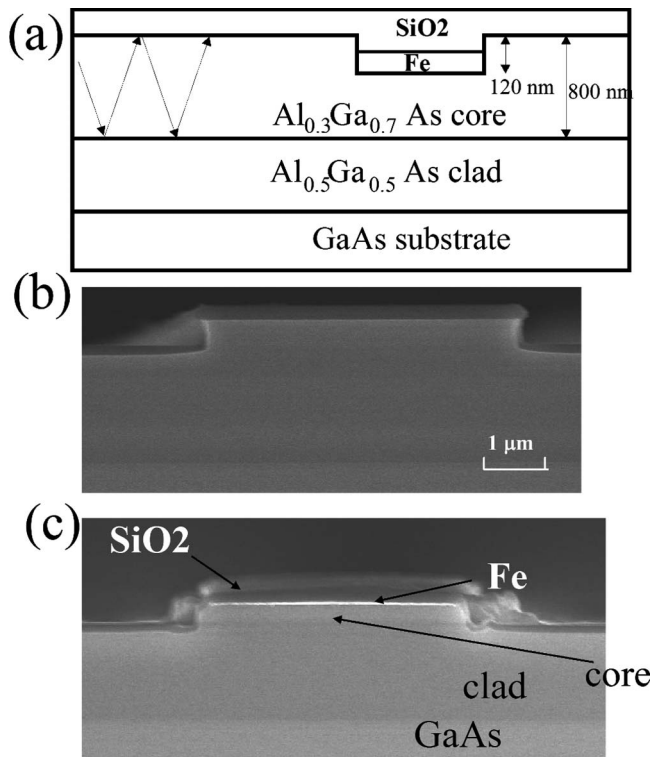 (a)
SiO2
Fe
120 nm
800 nm
Al0.3Ga0.7 As core
Al0.5Ga0.5 As clad
GaAs substrate
(b)
1 μm
(c)
SiO2
Fe
core
clad
GaAs